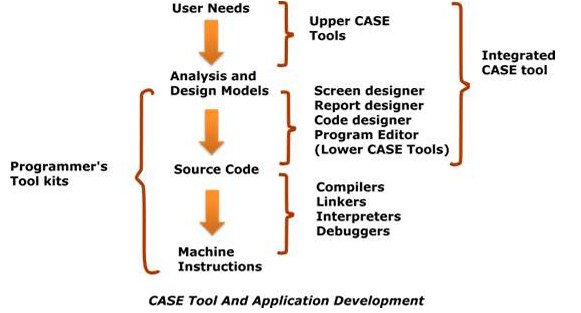 User Needs
Upper CASE
Tools
Integrated
CASE tool
Analysis and
Design Models
Screen designer
Report designer
Code designer
Program Editor
(Lower CASE Tools)
Programmer's
Tool kits
Source Code
Compilers
Linkers
Interpreters
Debuggers
Machine
Instructions
CASE Tool And Application Development